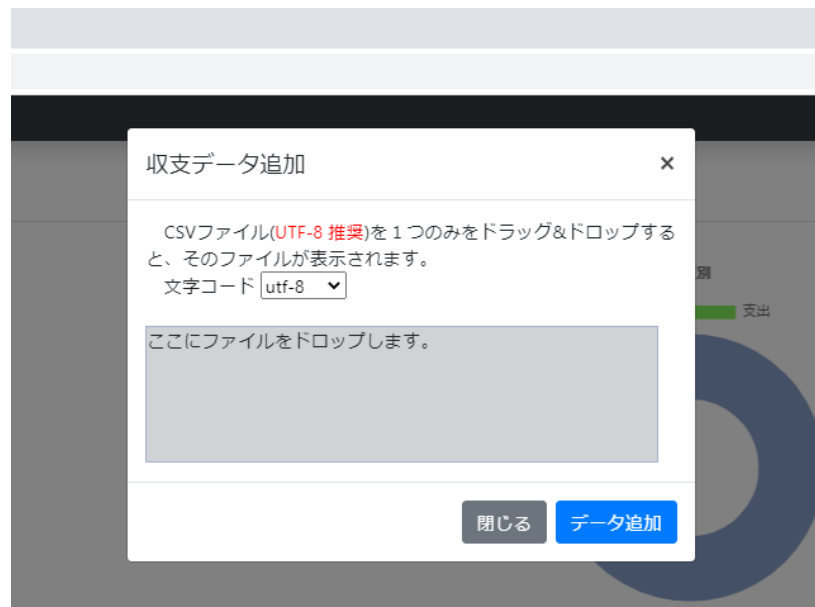 収支データ追加 ×
CSVファイル(UTF-8 推奨)を１つのみをドラッグ&ドロップする
と、そのファイルが表示されます。
文字コード utf-8
別
支出
ここにファイルをドロップします。
閉じる データ追加